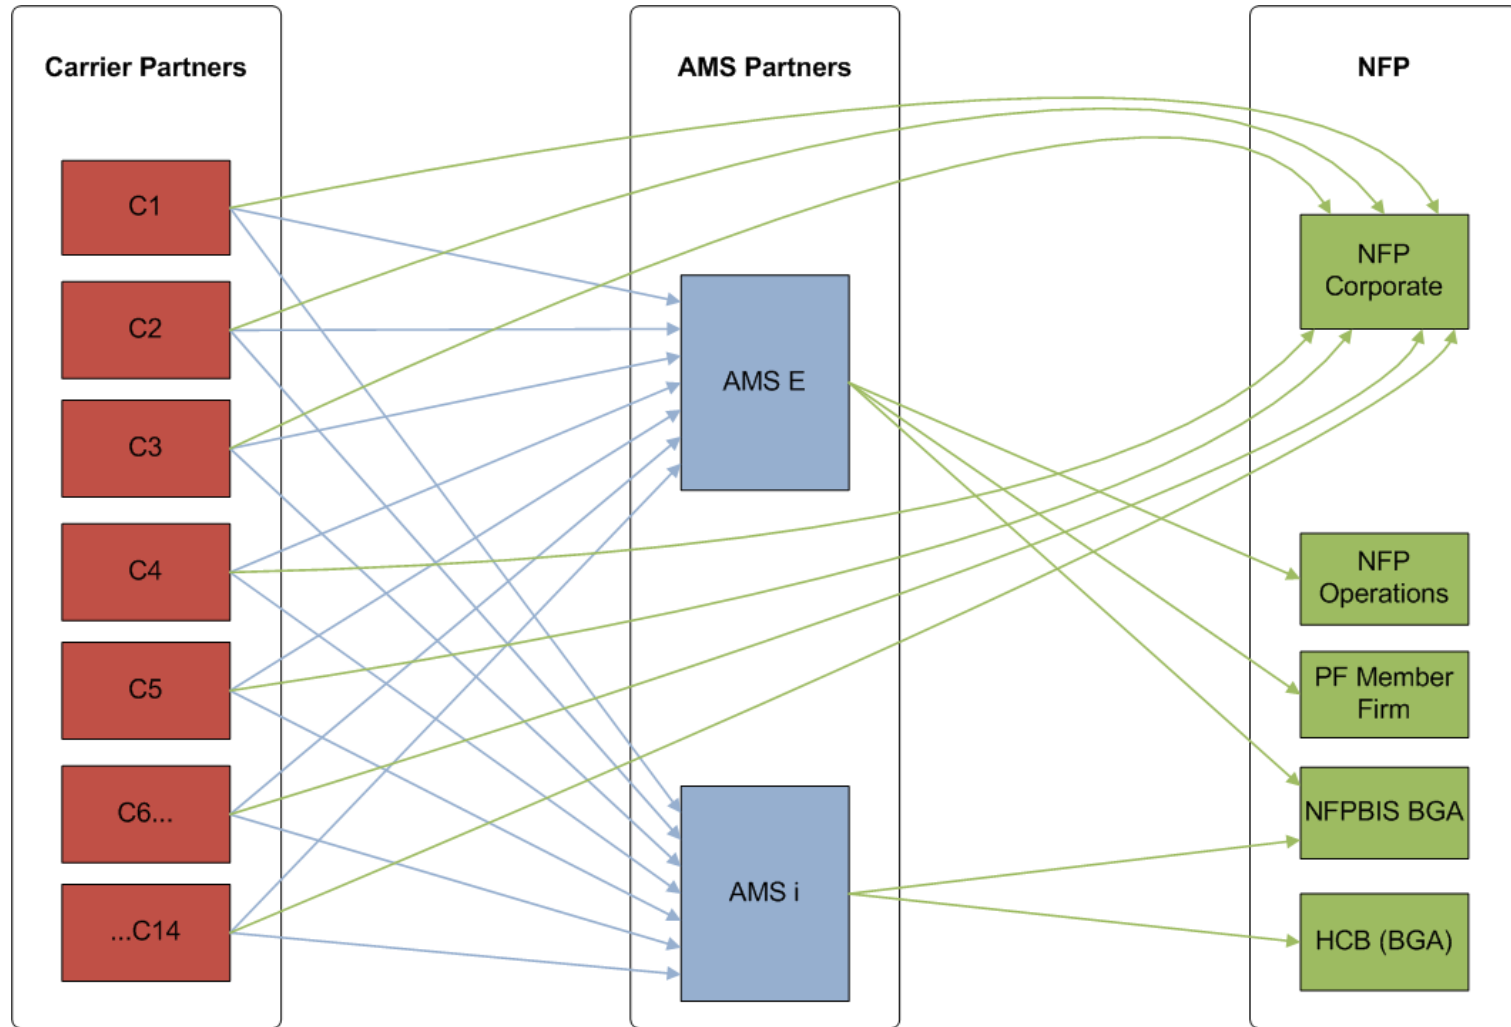 Carrier Partners
AMS Partners
NFP
C1
C2
C3
C4
C5
C6...
...C14
AMS E
AMS i
NFP
Corporate
NFP
Operations
PF Member
Firm
NFPBIS BGA
HCB (BGA)